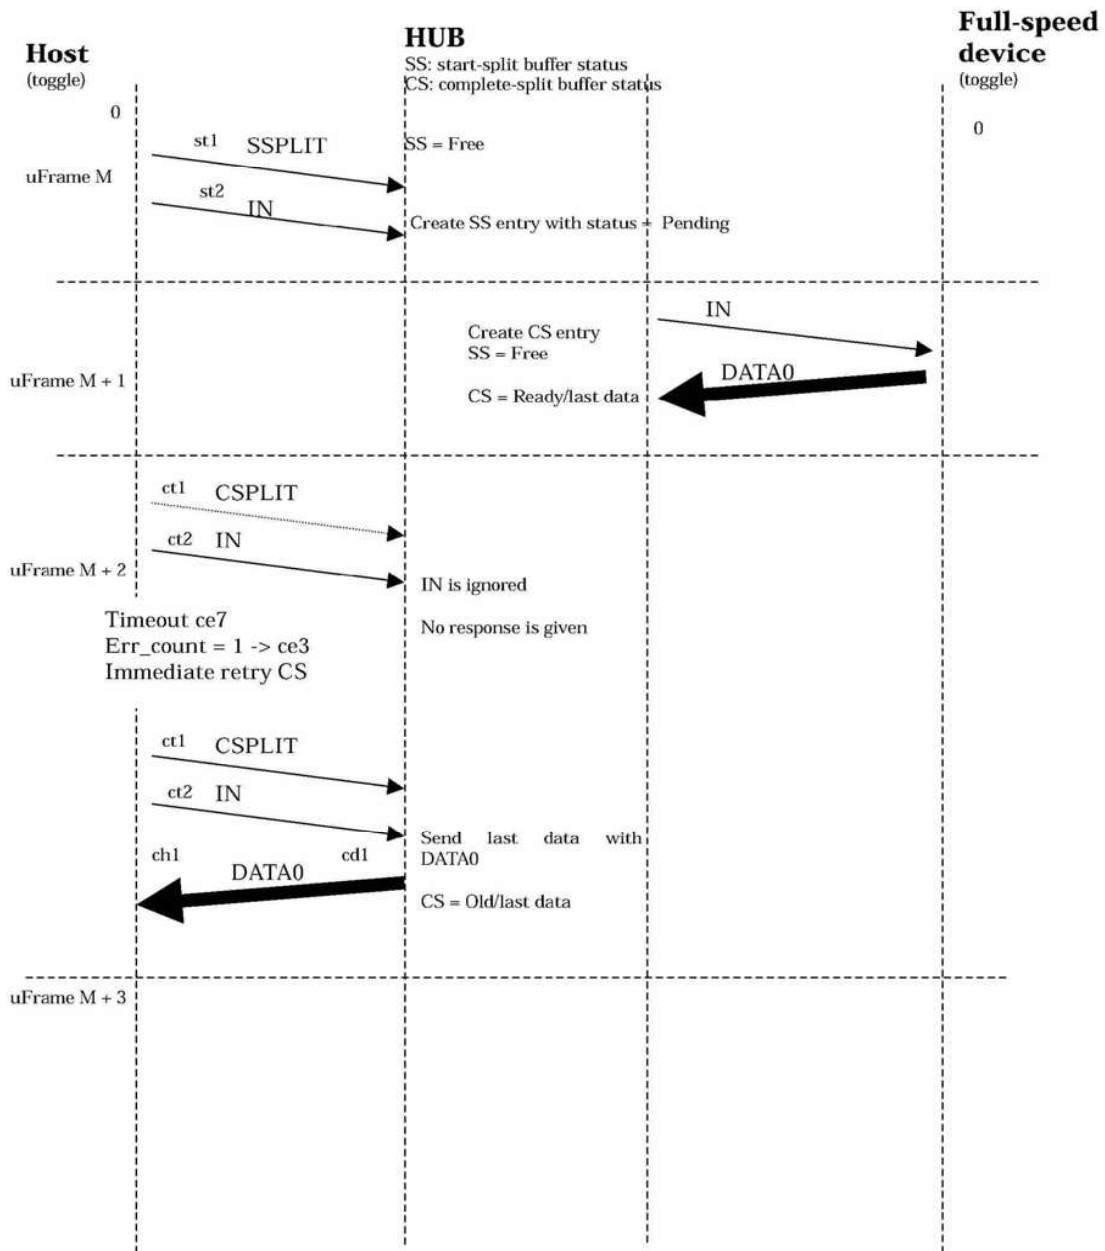 Host
(toggle)
0
HUB
SS: start-split buffer status
CS: complete-split buffer status
Full-speed
device
(toggle)
0
st1 SSPLIT
SS = Free
uFrame M
st2 IN
Create SS entry with status = Pending
IN
Create CS entry
SS = Free
DATA0
uFrame M + 1
CS = Ready/last data
ct1 CSPLIT
ct2 IN
uFrame M + 2
IN is ignored
Timeout ce7
No response is given
Err_count = 1 -> ce3
Immediate retry CS
ct1 CSPLIT
ct2 IN
Send last data with
DATA0
ch1 DATA0 cd1
CS = Old/last data
uFrame M + 3